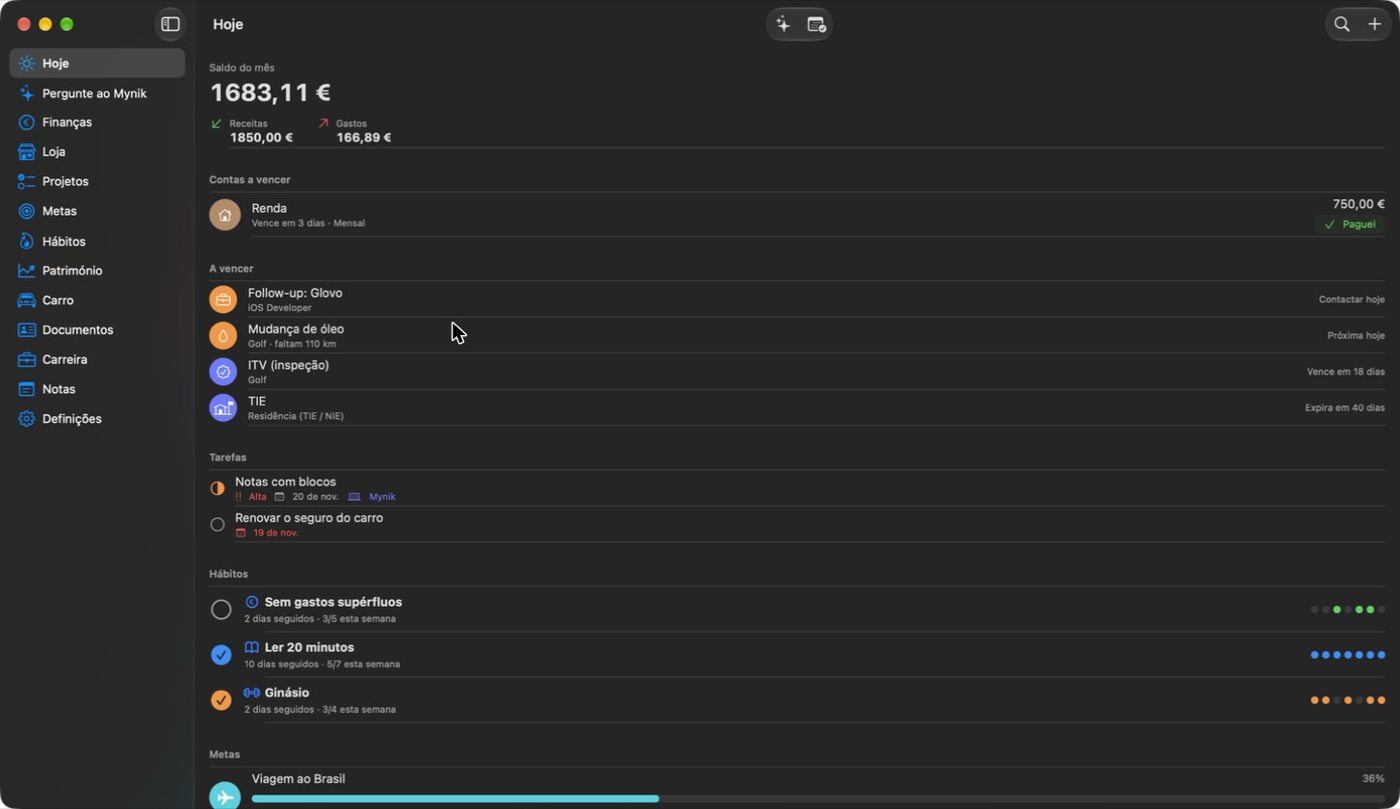 Hoje
Hoje
Pergunte ao Mynik
Finanças
Loja
Projetos
Metas
Hábitos
Património
Carro
Documentos
Carreira
Notas
Definições
Saldo do mês
1683,11 €
Receitas
1850,00 €
Gastos
166,89 €
Contas a vencer
Renda
750,00 €
Vence em 3 dias · Mensal
Paguei
A vencer
Follow-up: Glovo
iOS Developer
Contactar hoje
Mudança de óleo
Golf · faltam 110 km
Próxima hoje
ITV (inspeção)
Golf
Vence em 18 dias
TIE
Residência (TIE / NIE)
Expira em 40 dias
Tarefas
Notas com blocos
!! Alta 20 de nov. Mynik
Renovar o seguro do carro
19 de nov.
Hábitos
Sem gastos supérfluos
2 dias seguidos · 3/5 esta semana
Ler 20 minutos
10 dias seguidos · 5/7 esta semana
Ginásio
2 dias seguidos · 3/4 esta semana
Metas
Viagem ao Brasil
36%